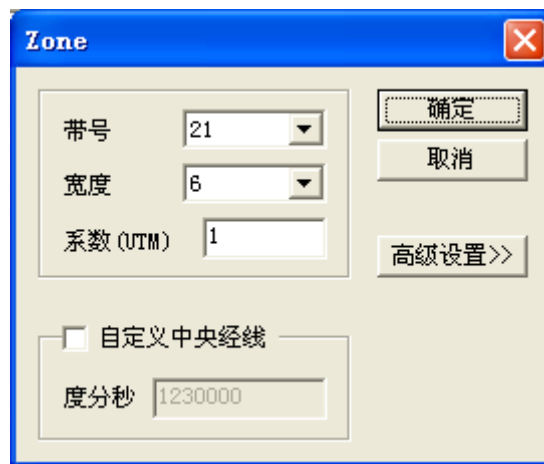 Zone
带号 21
宽度 6
系数(UTM) 1
确定
取消
高级设置>>
自定义中央经线
度分秒 1230000